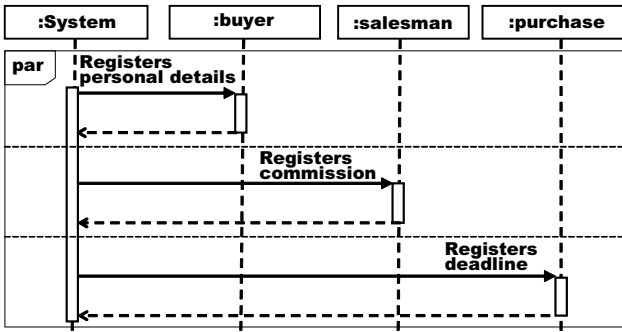 :System
:buyer
:salesman
:purchase
par
Registers
personal details
Registers
commission
Registers
deadline